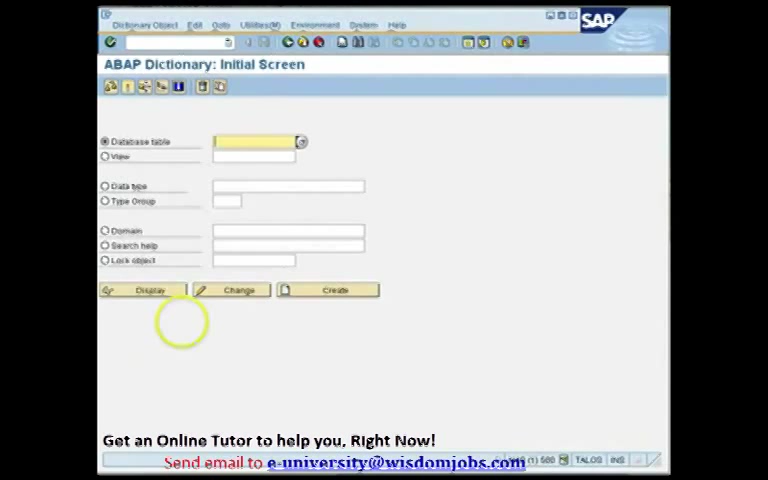 Dictionary Object Edit Goto Utilities(M) Environment System Help
SAP
ABAP Dictionary: Initial Screen
Database table
View
Data type
Type Group
Domain
Search help
Lock object
Display Change Create
Get an Online Tutor to help you, Right Now!
Send email to e-university@wisdomjobs.com
(1) TALOS INS